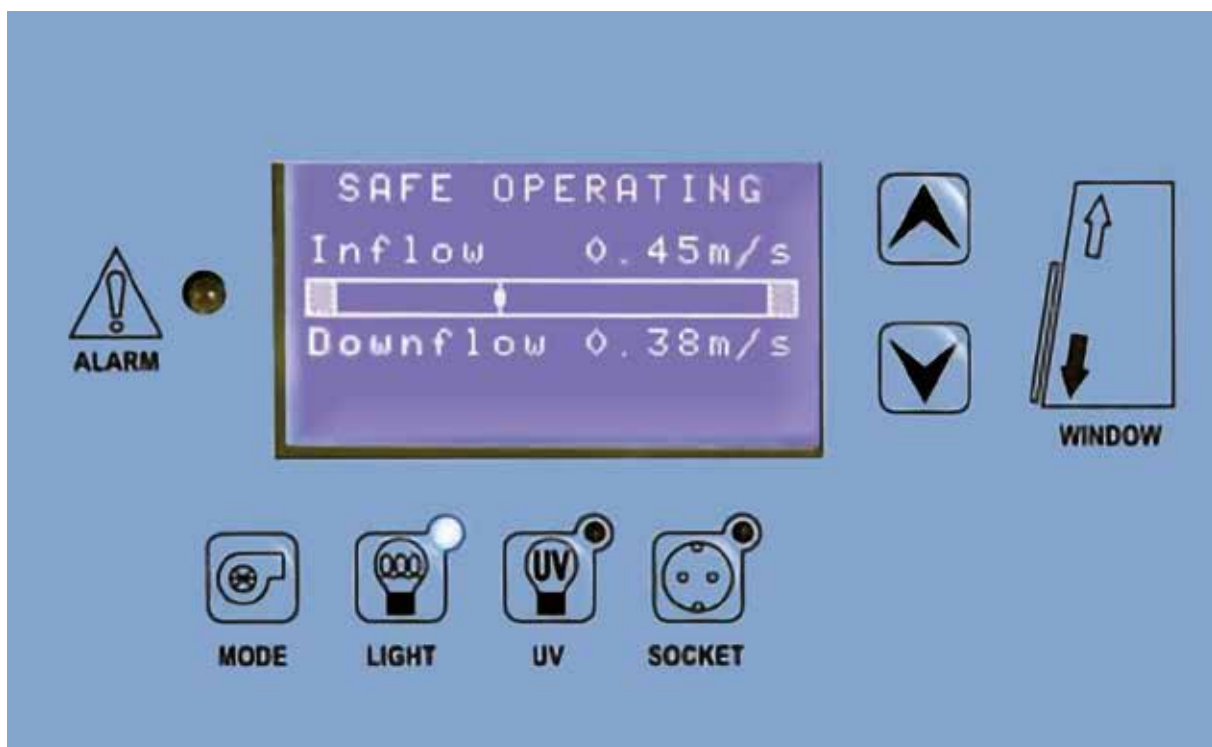 SAFE OPERATING
Inflow 0.45m/s
Downflow 0.38m/s
ALARM
WINDOW
UV
MODE
LIGHT
UV
SOCKET